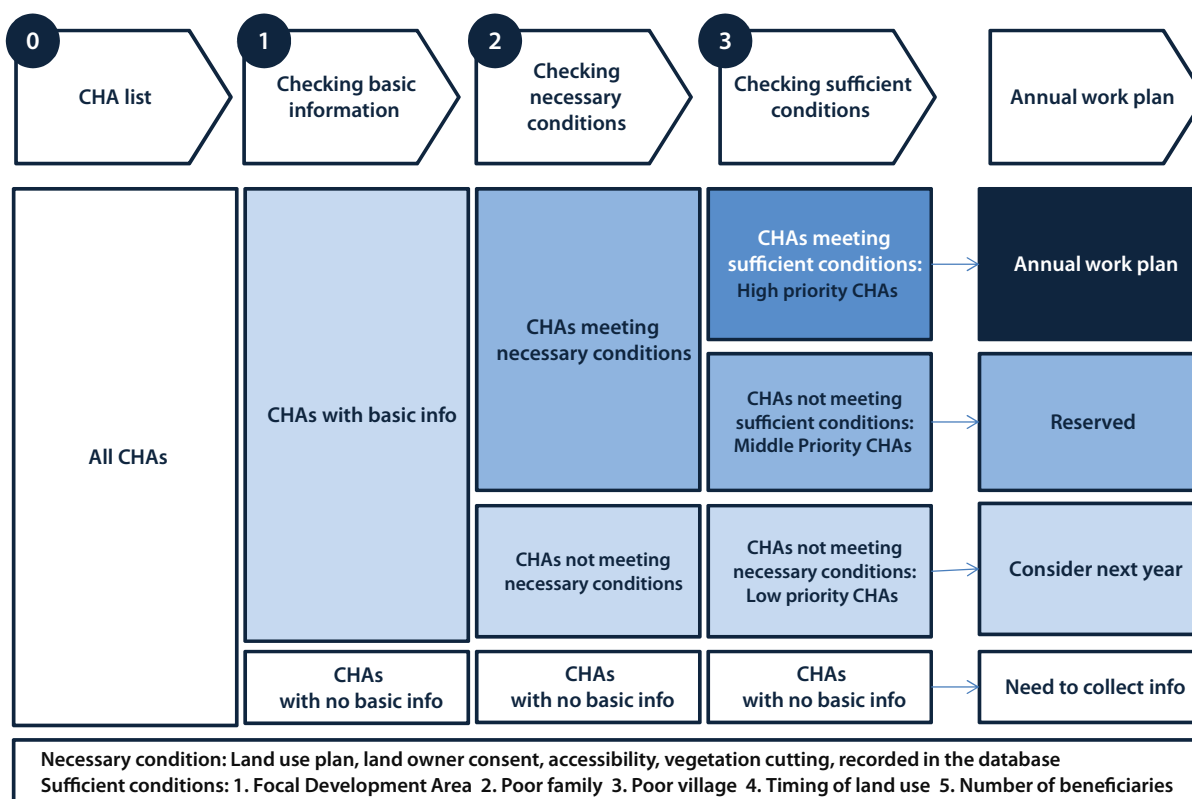 0
CHA list
1
Checking basic
information
2
Checking
necessary
conditions
3
Checking sufficient
conditions
Annual work plan
All CHAs
CHAs with basic info
CHAs
with no basic info
CHAs meeting
necessary conditions
CHAs not meeting
necessary conditions
CHAs
with no basic info
CHAs meeting
sufficient conditions:
High priority CHAs
CHAs not meeting
sufficient conditions:
Middle Priority CHAs
CHAs not meeting
necessary conditions:
Low priority CHAs
CHAs
with no basic info
Annual work plan
Reserved
Consider next year
Need to collect info
Necessary condition: Land use plan, land owner consent, accessibility, vegetation cutting, recorded in the database
Sufficient conditions: 1. Focal Development Area 2. Poor family 3. Poor village 4. Timing of land use 5. Number of beneficiaries